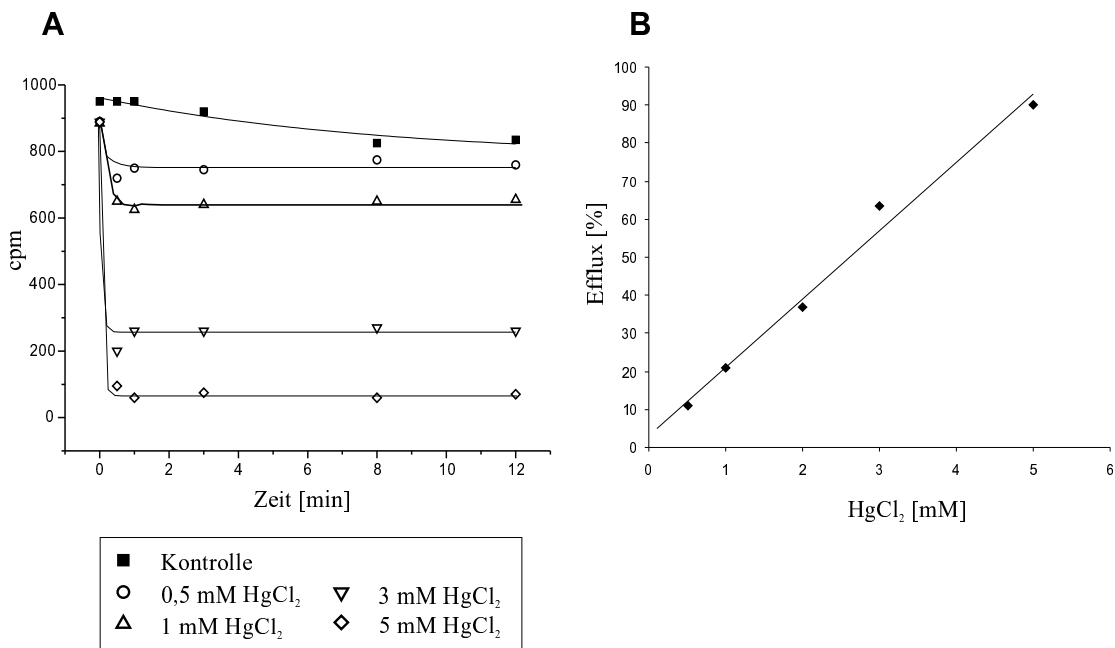 A
1000
800
600
400
200
0
cpm
0 2 4 6 8 10 12
Zeit [min]
Kontrolle
0,5 mM HgCl₂
1 mM HgCl₂
3 mM HgCl₂
5 mM HgCl₂
B
100
90
80
70
60
50
40
30
20
10
0
Efflux [%]
0 1 2 3 4 5 6
HgCl₂ [mM]